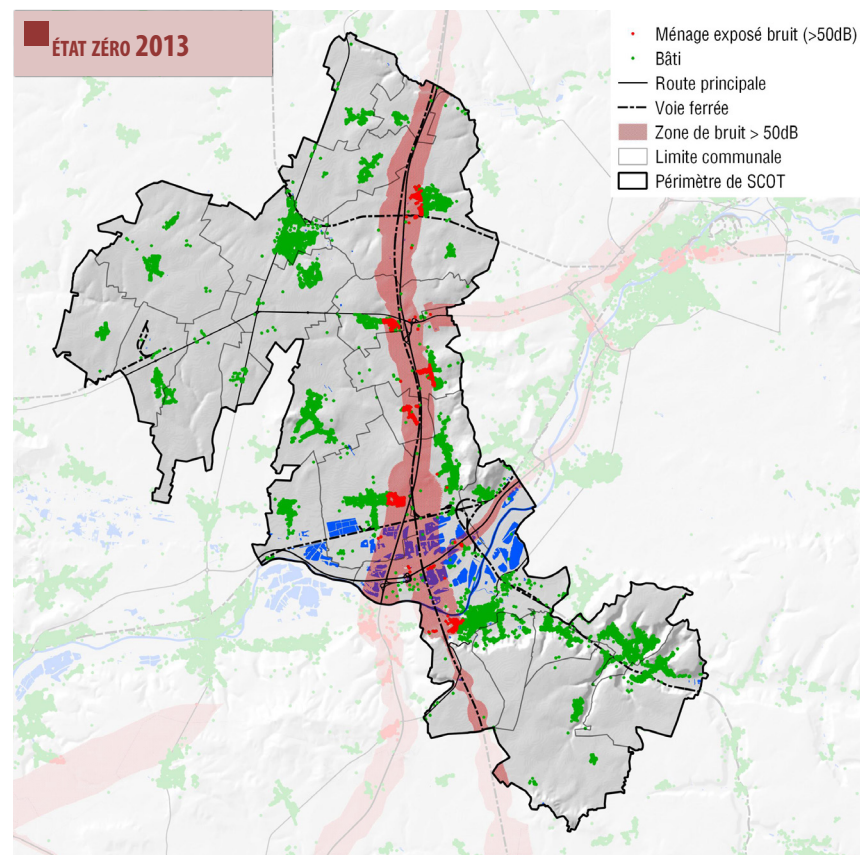 ÉTAT ZÉRO 2013
Ménage exposé bruit (>50dB)
Bâti
Route principale
Voie ferrée
Zone de bruit > 50dB
Limite communale
Périmètre de SCOT